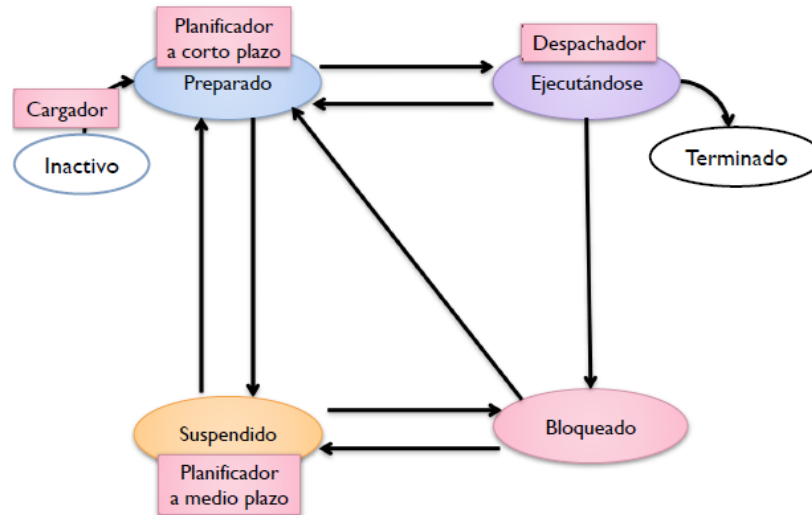 Planificador
a corto plazo
Preparado
Despachador
Ejecutándose
Cargador
Inactivo
Terminado
Suspendido
Planificador
a medio plazo
Bloqueado